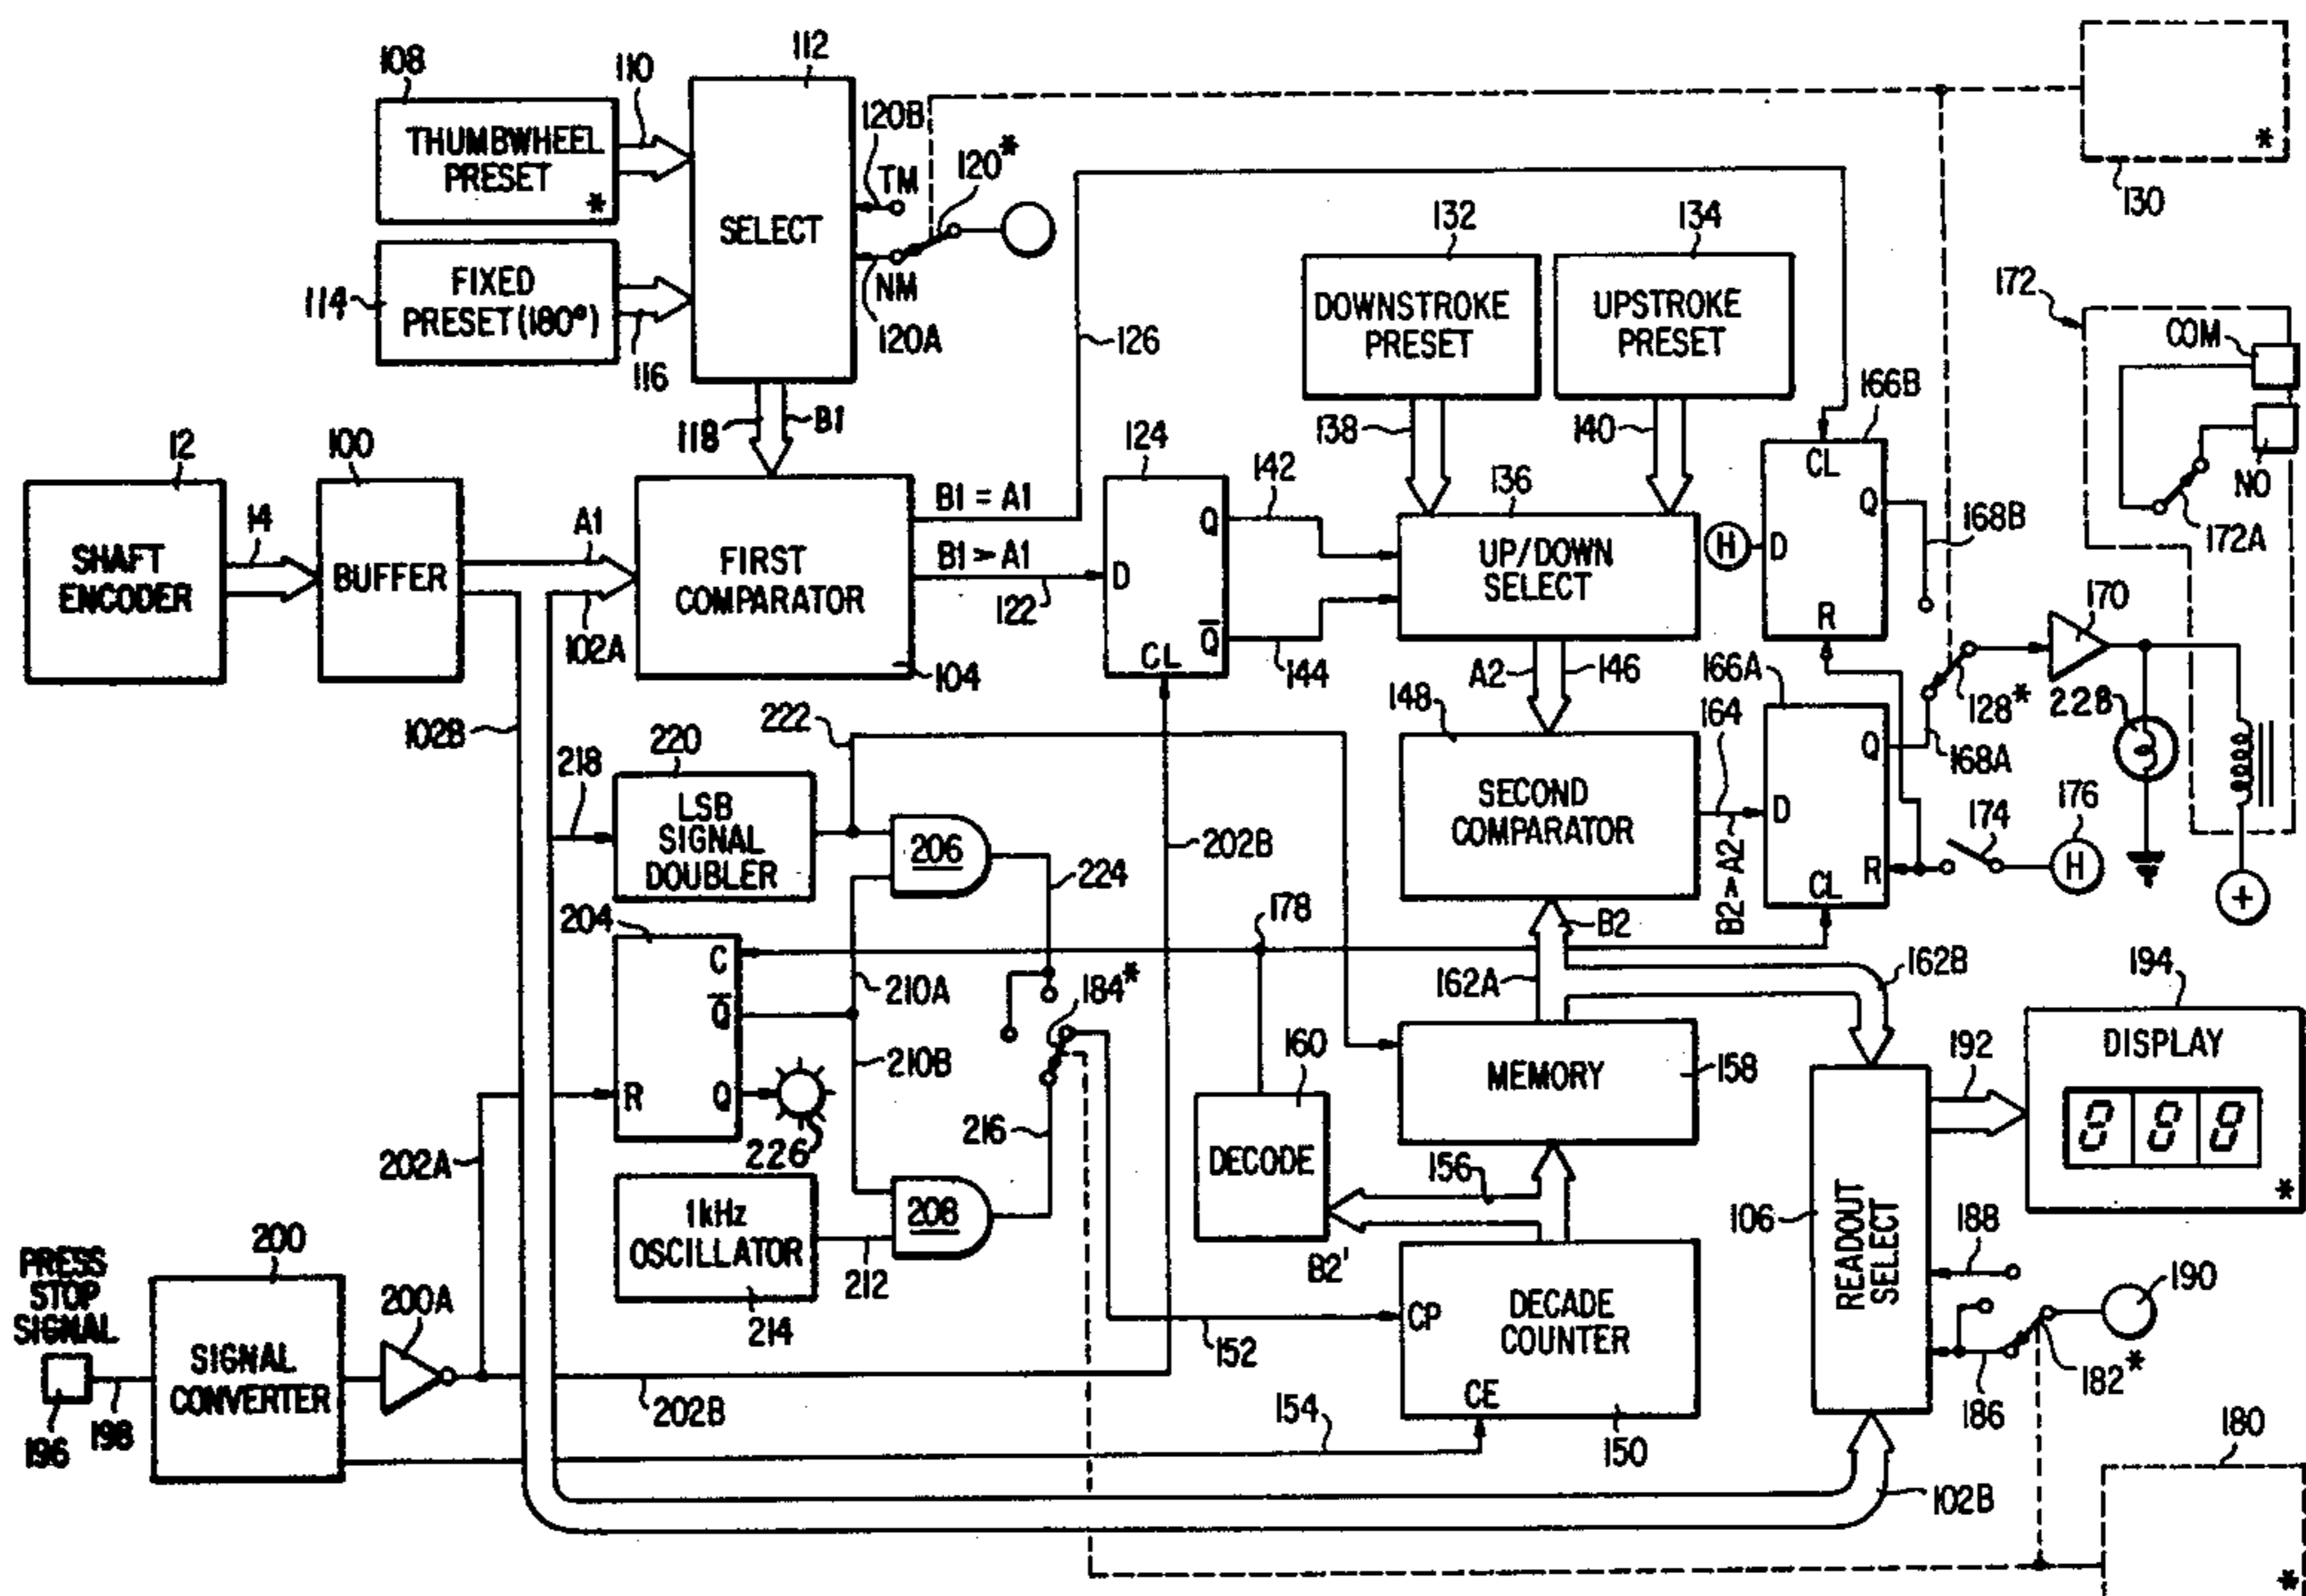 108
THUMBWHEEL
PRESET
*
110
112
SELECT
114
FIXED
PRESET (180°)
116
118
B1
120B
TM
120*
NM
120A
126
*
130
132
DOWNSTROKE
PRESET
134
UPSTROKE
PRESET
138
140
172
COM
NO
172A
12
SHAFT
ENCODER
14
100
BUFFER
A1
102A
102B
FIRST
COMPARATOR
104
B1 = A1
B1 > A1
122
124
D
Q
Q̅
CL
142
144
136
UP/DOWN
SELECT
A2
146
166B
CL
Q
H
D
R
168B
170
128*
228
166A
Q
D
R
CL
168A
174
176
H
+
148
SECOND
COMPARATOR
164
B2 > A2
218
220
LSB
SIGNAL
DOUBLER
222
206
224
202B
178
204
C
Q̅
R
Q
210A
210B
226
184*
216
1kHz
OSCILLATOR
214
212
208
160
DECODE
B2
162A
162B
MEMORY
158
156
B2'
CP
DECADE
COUNTER
CE
150
152
154
106
READOUT
SELECT
192
194
DISPLAY
888
*
188
186
190
182*
180
*
PRESS
STOP
SIGNAL
196
198
200
SIGNAL
CONVERTER
200A
202A
202B
102B